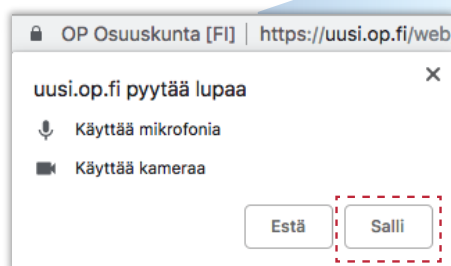 OP Osuuskunta [FI] | https://uusi.op.fi/web
uusi.op.fi pyytää lupaa
Käyttää mikrofonia
Käyttää kameraa
Estä Salli